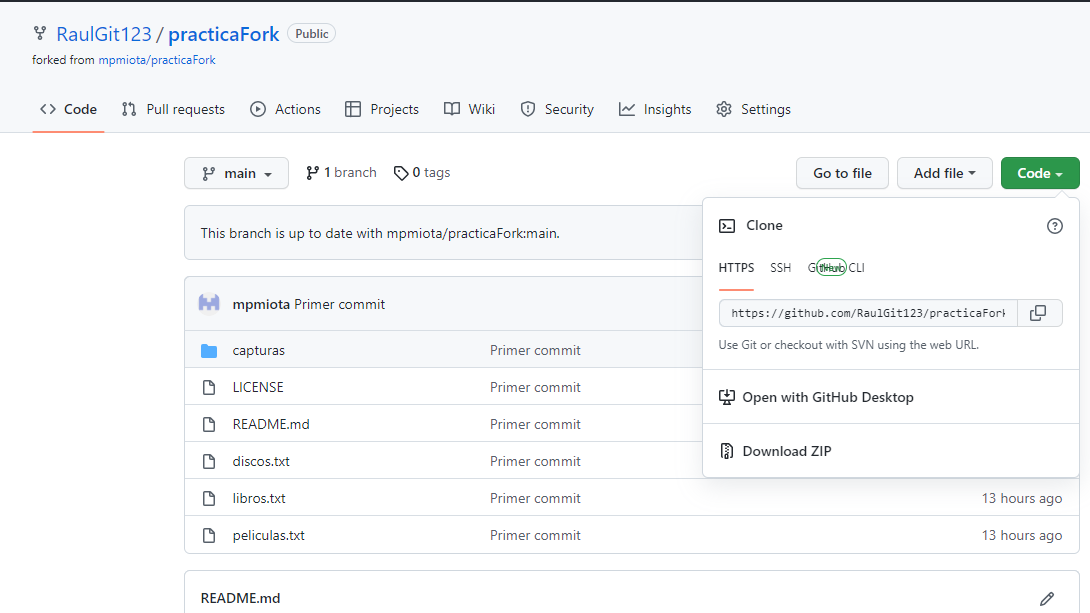 RaulGit123 / practicaFork Public
forked from mpmiota/practicaFork
Code Pull requests Actions Projects Wiki Security Insights Settings
main 1 branch 0 tags Go to file Add file Code
This branch is up to date with mpmiota/practicaFork:main.
Clone
HTTPS SSH GitHub CLI
https://github.com/RaulGit123/practicaFork
Use Git or checkout with SVN using the web URL.
Open with GitHub Desktop
Download ZIP
mpmiota Primer commit
capturas Primer commit
LICENSE Primer commit
README.md Primer commit
discos.txt Primer commit
libros.txt Primer commit 13 hours ago
peliculas.txt Primer commit 13 hours ago
README.md